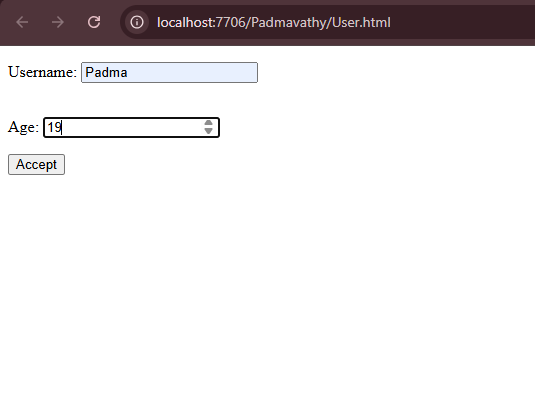 localhost:7706/Padmavathy/User.html
Username: Padma
Age: 19
Accept